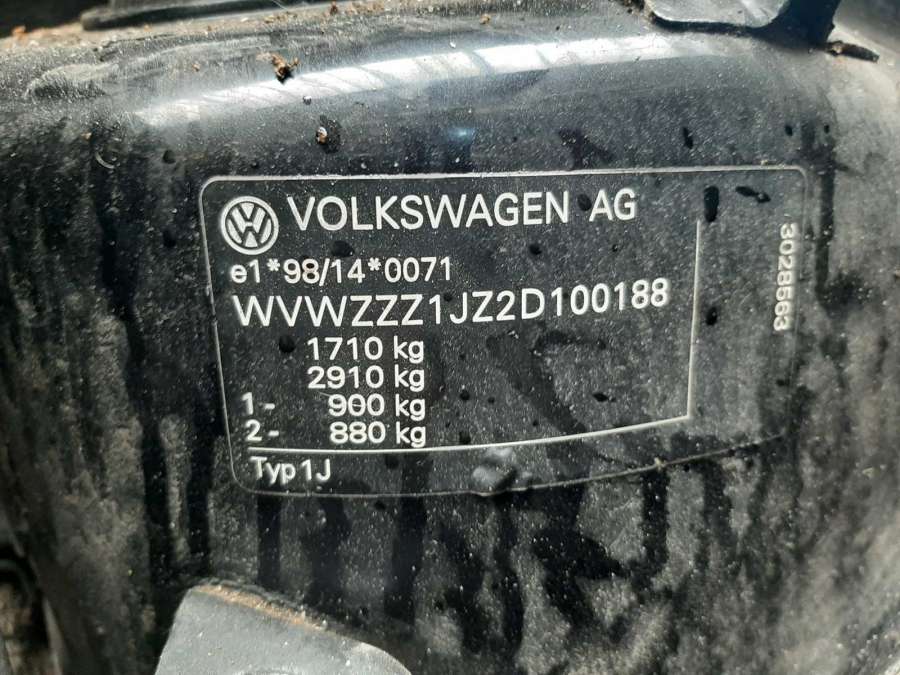 VOLKSWAGEN AG
e1*98/14*0071
WVWZZZ1JZ2D100188
1710 kg
2910 kg
1- 900 kg
2- 880 kg
Typ 1J
3028563